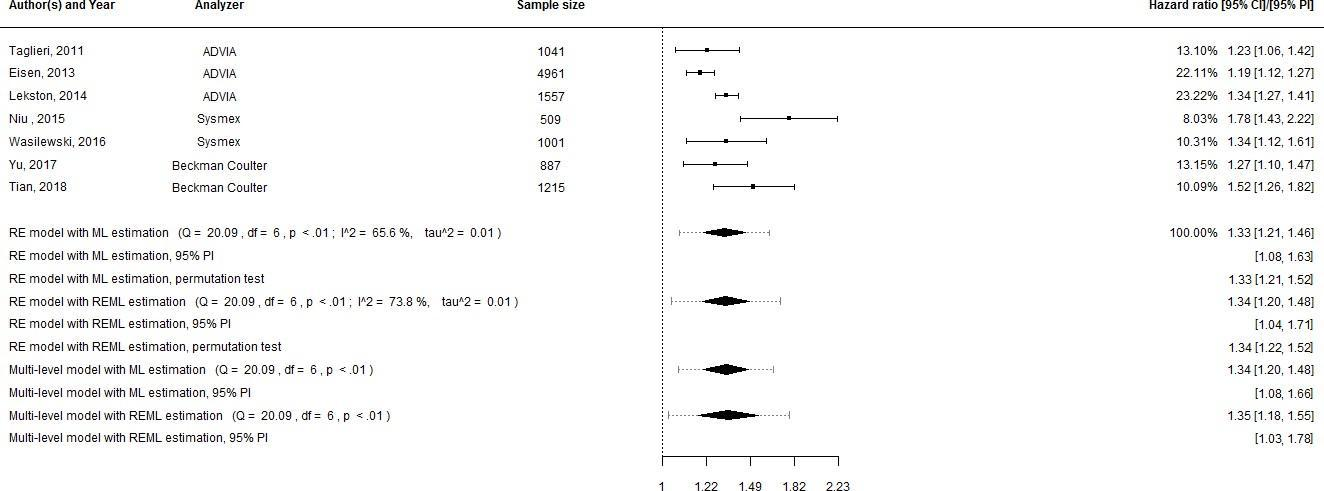 Author(s) and Year Analyzer Sample size Hazard ratio [95% CI]/[95% PI]
Taglieri, 2011 ADVIA 1041 13.10% 1.23 [1.06, 1.42]
Eisen, 2013 ADVIA 4961 22.11% 1.19 [1.12, 1.27]
Lekston, 2014 ADVIA 1557 23.22% 1.34 [1.27, 1.41]
Niu , 2015 Sysmex 509 8.03% 1.78 [1.43, 2.22]
Wasilewski, 2016 Sysmex 1001 10.31% 1.34 [1.12, 1.61]
Yu, 2017 Beckman Coulter 887 13.15% 1.27 [1.10, 1.47]
Tian, 2018 Beckman Coulter 1215 10.09% 1.52 [1.26, 1.82]
RE model with ML estimation (Q = 20.09 , df = 6 , p < .01 ; I^2 = 65.6 %, tau^2 = 0.01 ) 100.00% 1.33 [1.21, 1.46]
RE model with ML estimation, 95% PI [1.08, 1.63]
RE model with ML estimation, permutation test 1.33 [1.21, 1.52]
RE model with REML estimation (Q = 20.09 , df = 6 , p < .01 ; I^2 = 73.8 %, tau^2 = 0.01 ) 1.34 [1.20, 1.48]
RE model with REML estimation, 95% PI [1.04, 1.71]
RE model with REML estimation, permutation test 1.34 [1.22, 1.52]
Multi-level model with ML estimation (Q = 20.09 , df = 6 , p < .01 ) 1.34 [1.20, 1.48]
Multi-level model with ML estimation, 95% PI [1.08, 1.66]
Multi-level model with REML estimation (Q = 20.09 , df = 6 , p < .01 ) 1.35 [1.18, 1.55]
Multi-level model with REML estimation, 95% PI [1.03, 1.78]
1 1.22 1.49 1.82 2.23